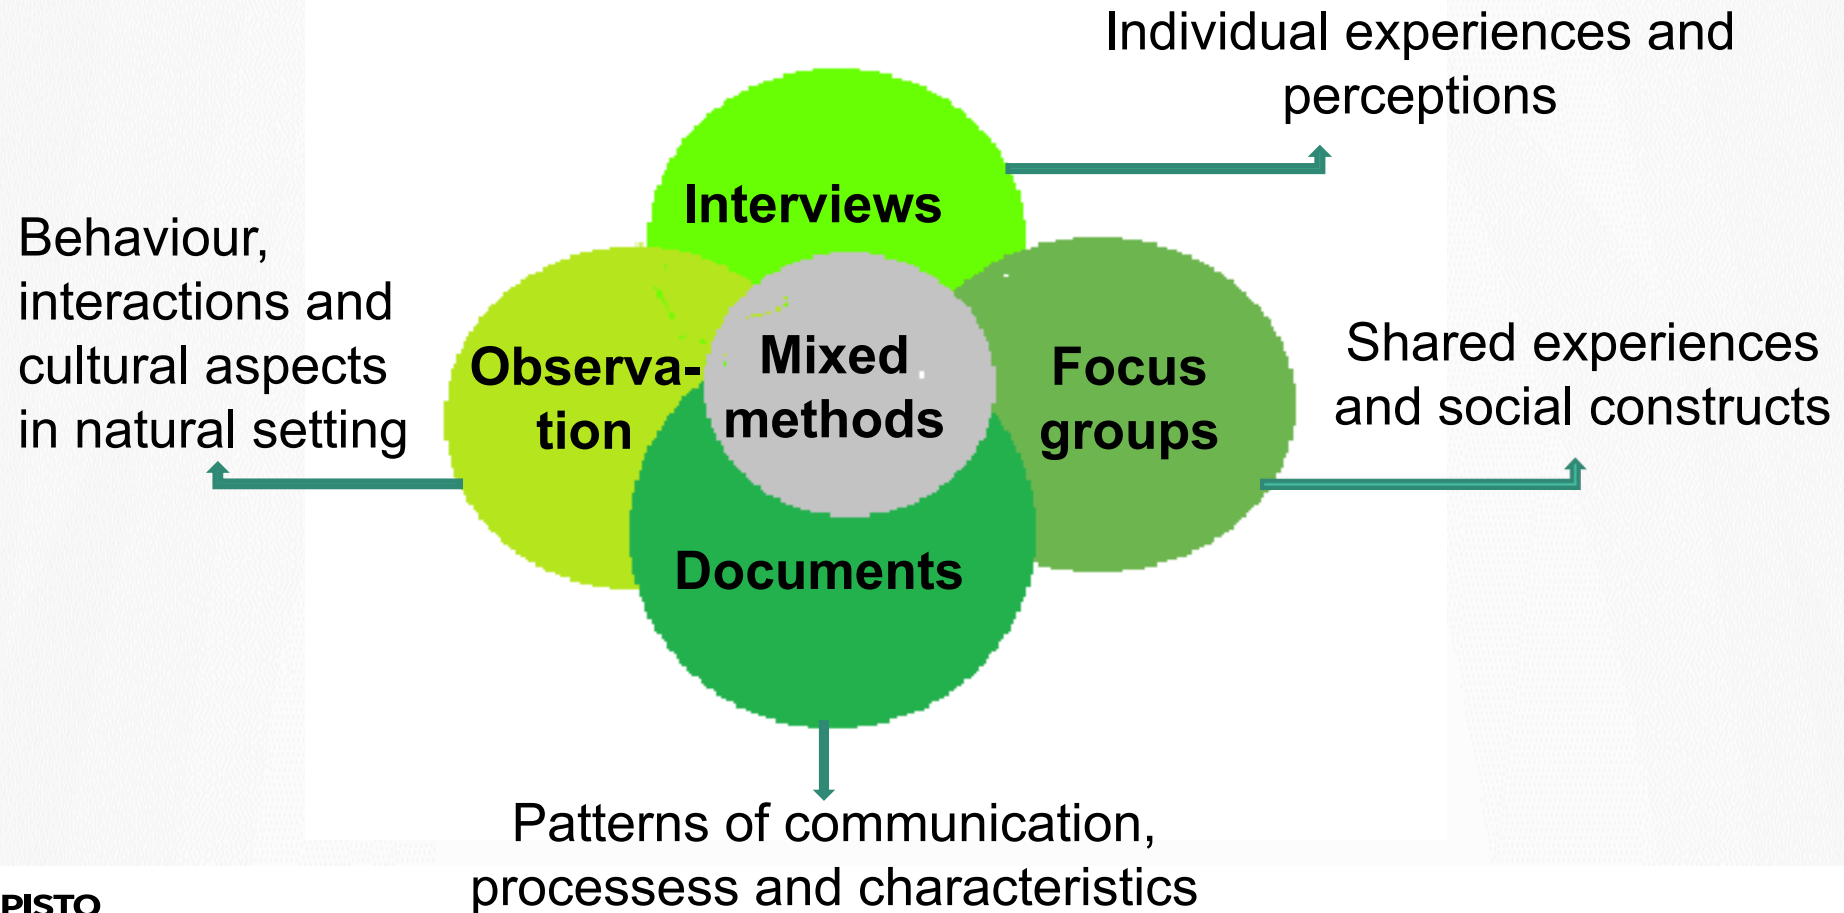 Individual experiences and
perceptions
Interviews
Behaviour,
interactions and
cultural aspects
in natural setting
Observa-
tion
Mixed
methods
Focus
groups
Shared experiences
and social constructs
Documents
Patterns of communication,
processess and characteristics
PISTO